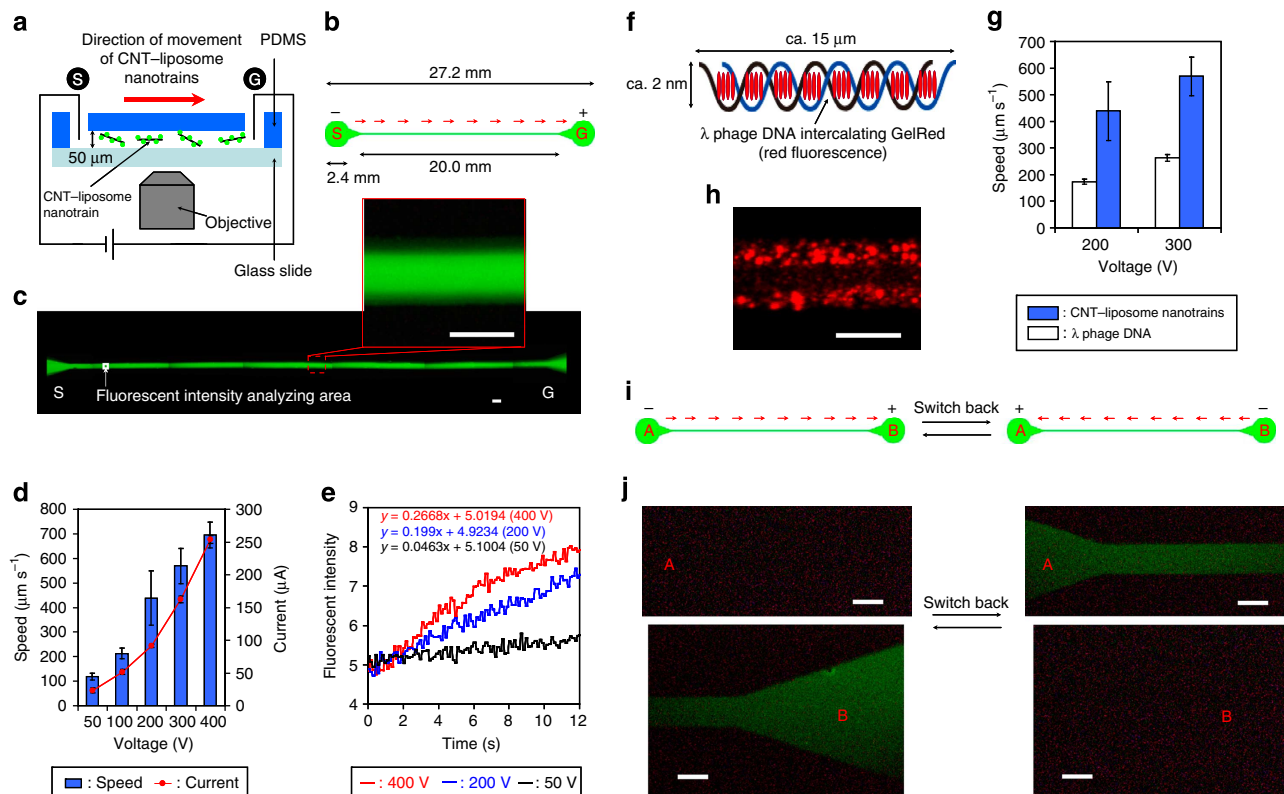 a
Direction of movement
of CNT–liposome
nanotrains
PDMS
S
G
50 μm
CNT–liposome
nanotrain
Objective
Glass slide
b
27.2 mm
–
+
S
G
2.4 mm
20.0 mm
c
S
Fluorescent intensity analyzing area
G
d
Speed (μm s⁻¹)
800
700
600
500
400
300
200
100
0
300
250
200
150
100
50
0
Current (μA)
50 100 200 300 400
Voltage (V)
: Speed : Current
e
Fluorescent intensity
9
8
7
6
5
4
y = 0.2668x + 5.0194 (400 V)
y = 0.199x + 4.9234 (200 V)
y = 0.0463x + 5.1004 (50 V)
0 2 4 6 8 10 12
Time (s)
: 400 V : 200 V : 50 V
f
ca. 15 μm
ca. 2 nm
λ phage DNA intercalating GelRed
(red fluorescence)
g
Speed (μm s⁻¹)
700
600
500
400
300
200
100
0
200 300
Voltage (V)
: CNT–liposome nanotrains
: λ phage DNA
h
i
–
+
A
B
Switch back
+
–
A
B
j
A
A
Switch back
B
B